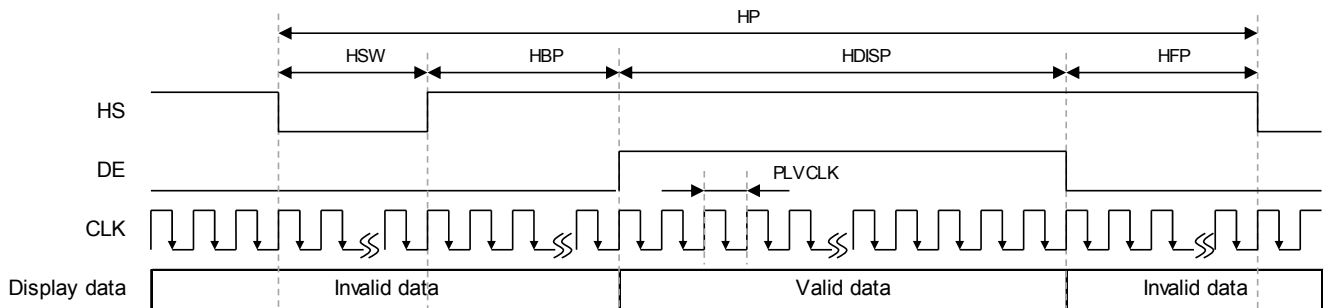 HP
HSW HBP HDISP HFP
HS
DE PLVCLK
CLK
Display data Invalid data Valid data Invalid data